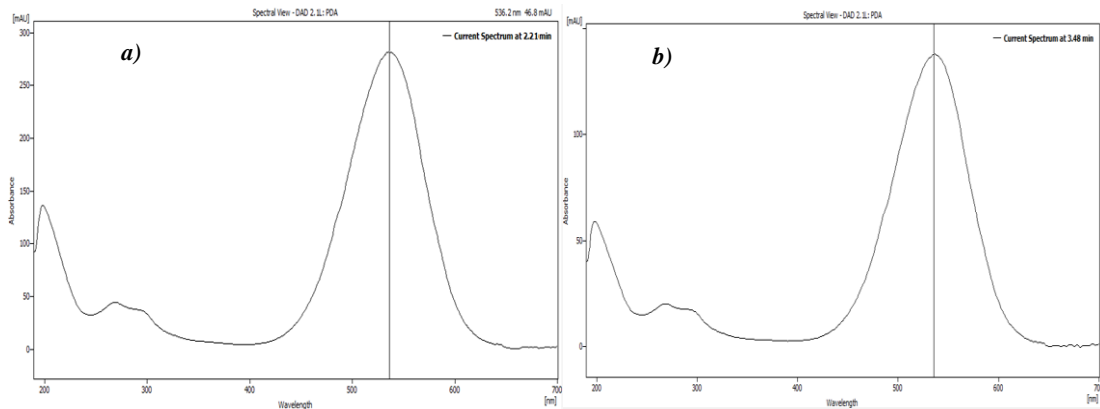 Spectral View - DAD 2.1L: PDA
536.2 nm 46.8 mAU
[mAU]
a)
Current Spectrum at 2.21 min
300
250
200
150
100
50
0
Absorbance
200 300 400 500 600 700
Wavelength
[nm]
Spectral View - DAD 2.1L: PDA
[mAU]
b)
Current Spectrum at 3.48 min
100
50
0
Absorbance
200 300 400 500 600 700
Wavelength
[nm]